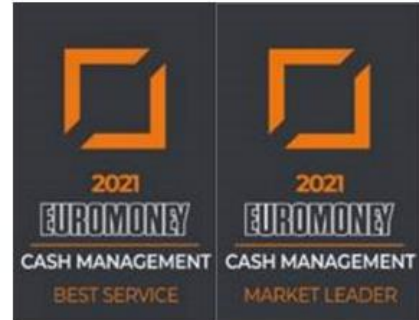 2021
EUROMONEY
CASH MANAGEMENT
BEST SERVICE
2021
EUROMONEY
CASH MANAGEMENT
MARKET LEADER